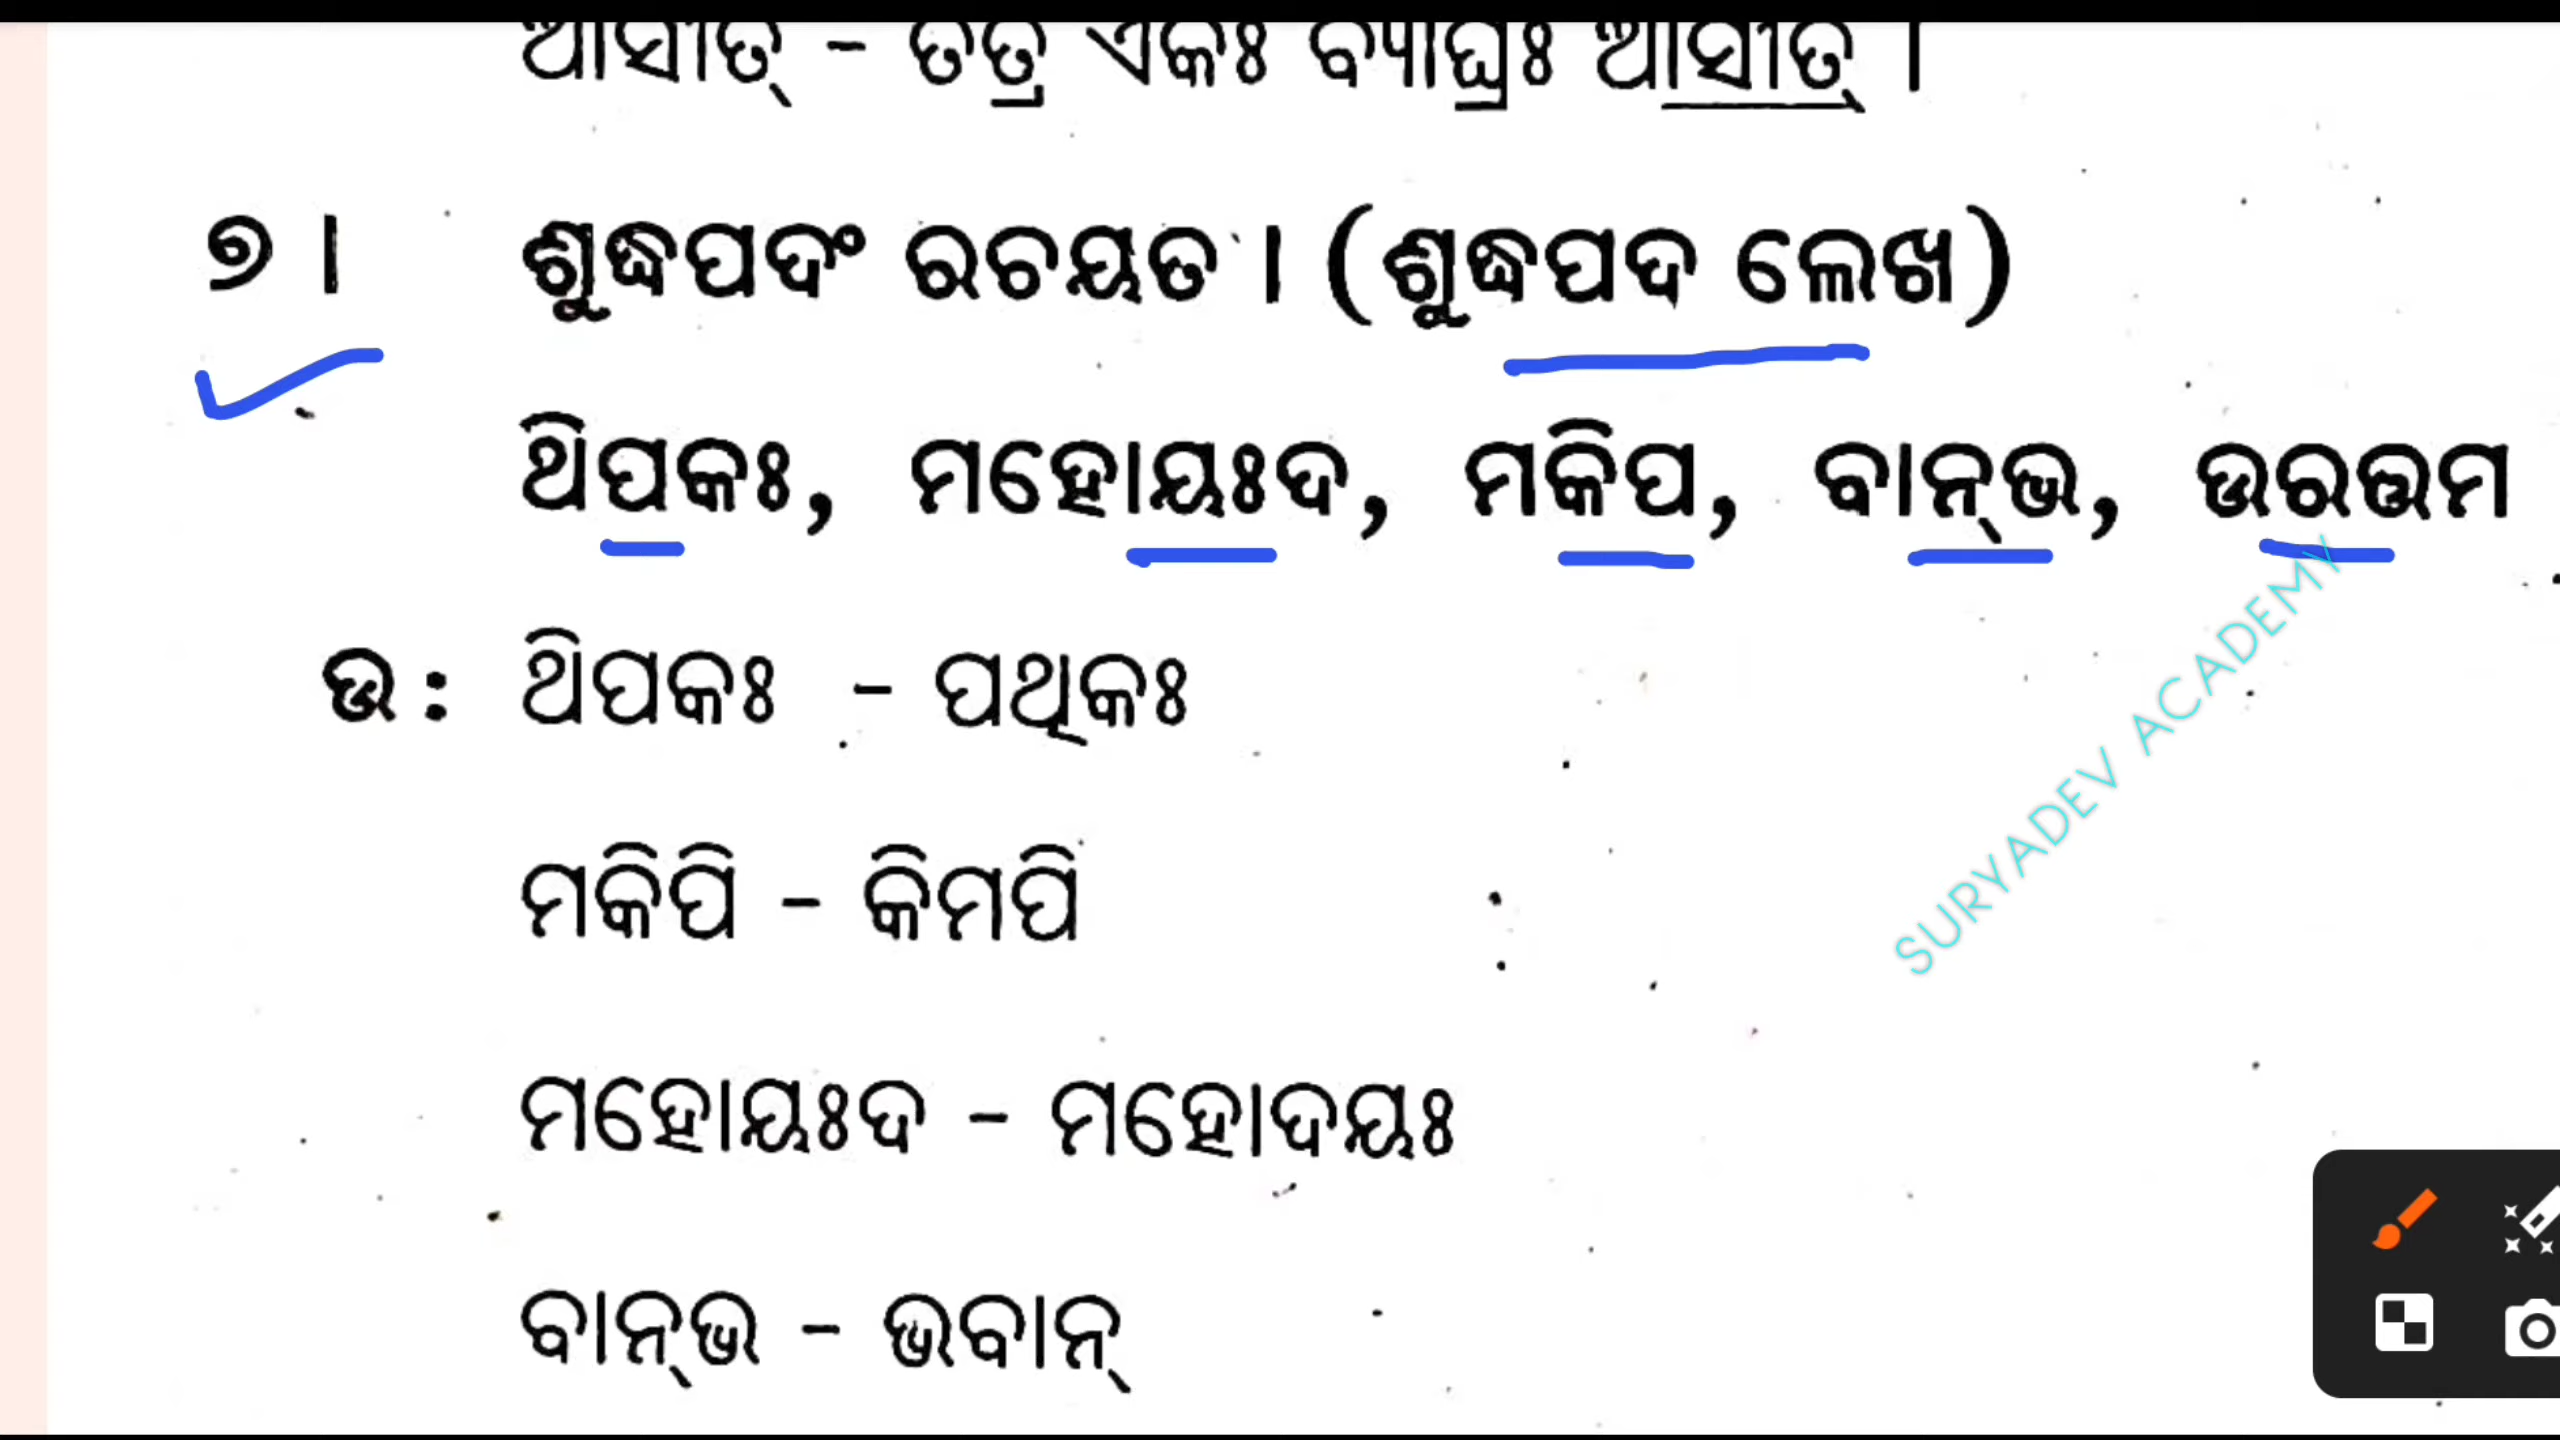 ଆସୀତ୍ - ତତ୍ର ଏକଃ ବ୍ୟାଘ୍ରଃ ଆସୀତ୍ ।
୭ । ଶୁଦ୍ଧପଦଂ ରଚୟତ । (ଶୁଦ୍ଧପଦ ଲେଖ)
ଥିପକଃ, ମହୋୟଃଦ, ମକିପ, ବାନ୍‌ଭ, ଉରତ୍ତମ
ଉ : ଥିପକଃ - ପଥିକଃ
ମକିପି - କିମପି
ମହୋୟଃଦ - ମହୋଦୟଃ
ବାନ୍‌ଭ - ଭବାନ୍
SURYADEV ACADEMY